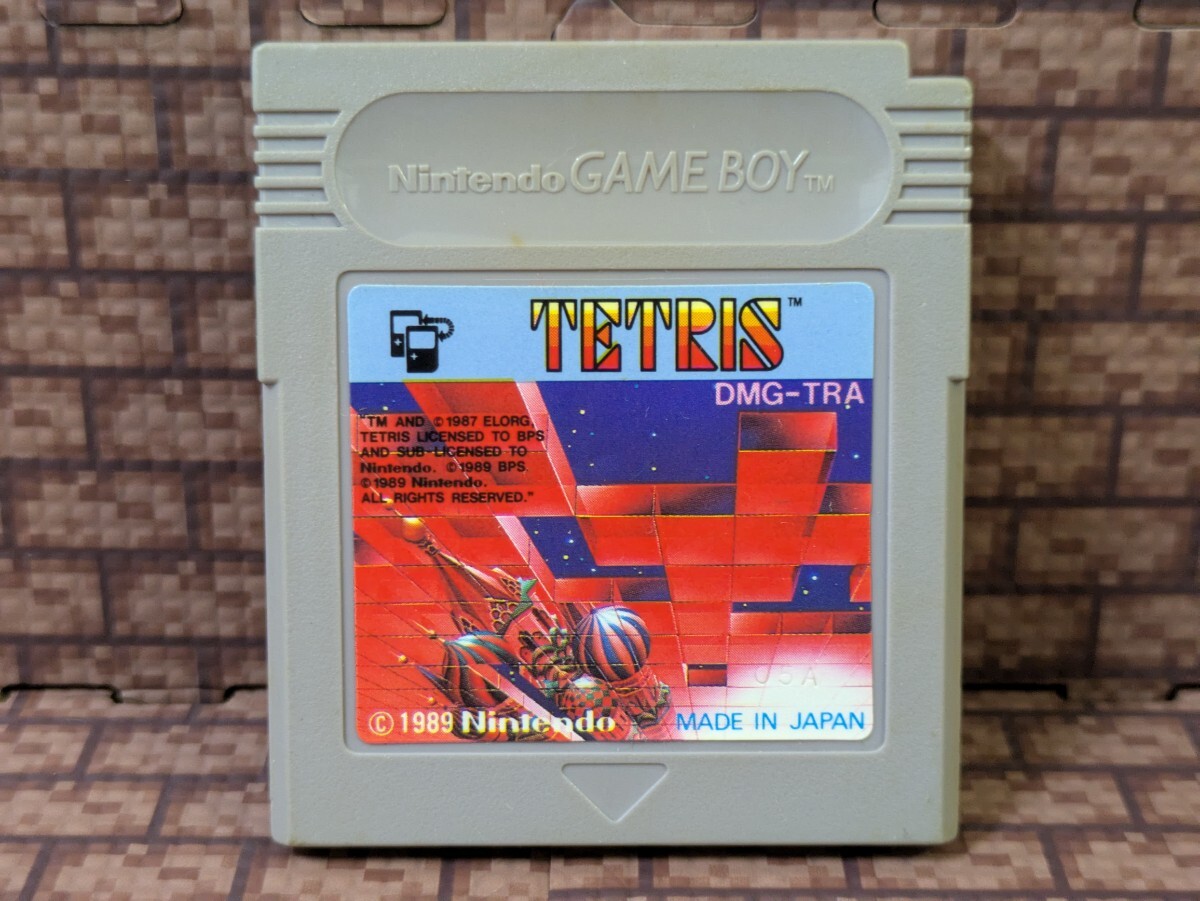 Nintendo GAME BOY™
TETRIS™
DMG-TRA
"TM AND ©1987 ELORG.
TETRIS LICENSED TO BPS
AND SUB-LICENSED TO
Nintendo. ©1989 BPS.
©1989 Nintendo.
ALL RIGHTS RESERVED."
© 1989 Nintendo
MADE IN JAPAN